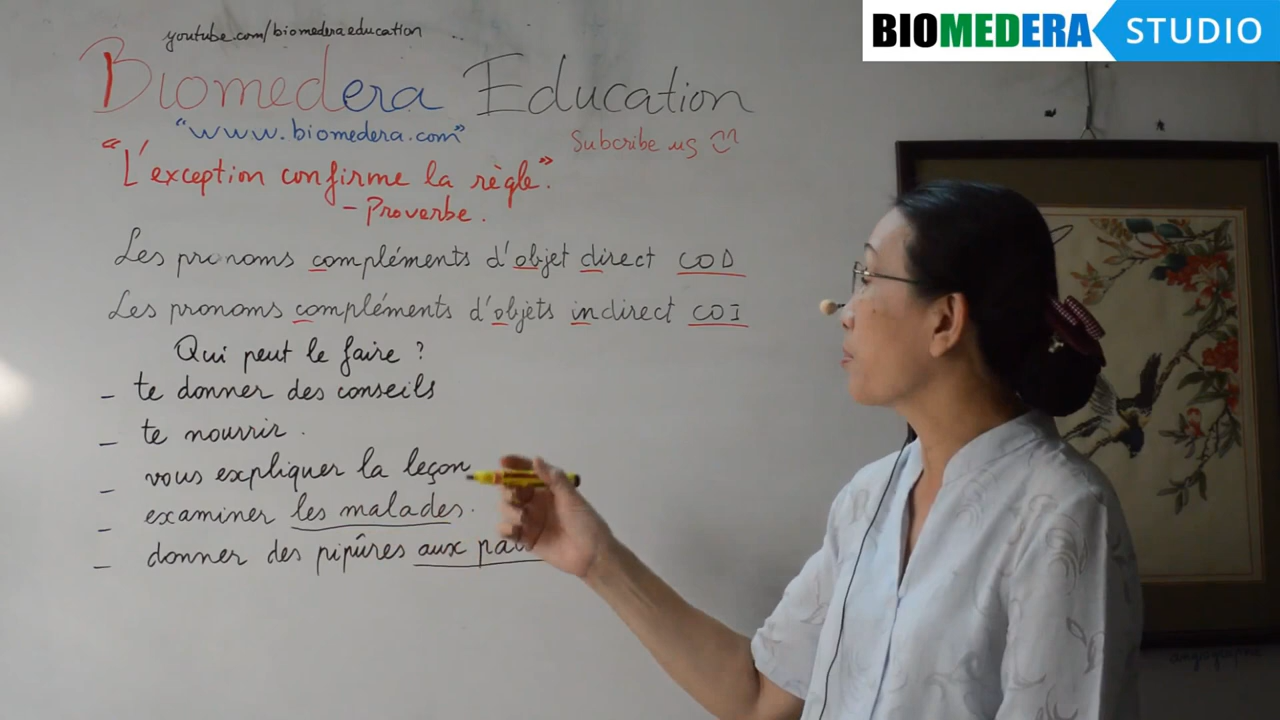 BIOMEDERA STUDIO
youtube.com/biomederaeducation
Biomedera Education
"www.biomedera.com"
Subcribe us
"L'exception confirme la règle".
- Proverbe.
Les pronoms compléments d'objet direct COD
Les pronoms compléments d'objets indirect COI
Qui peut le faire ?
- te donner des conseils
- te nourrir.
- vous expliquer la leçon
- examiner les malades.
- donner des pipûres aux